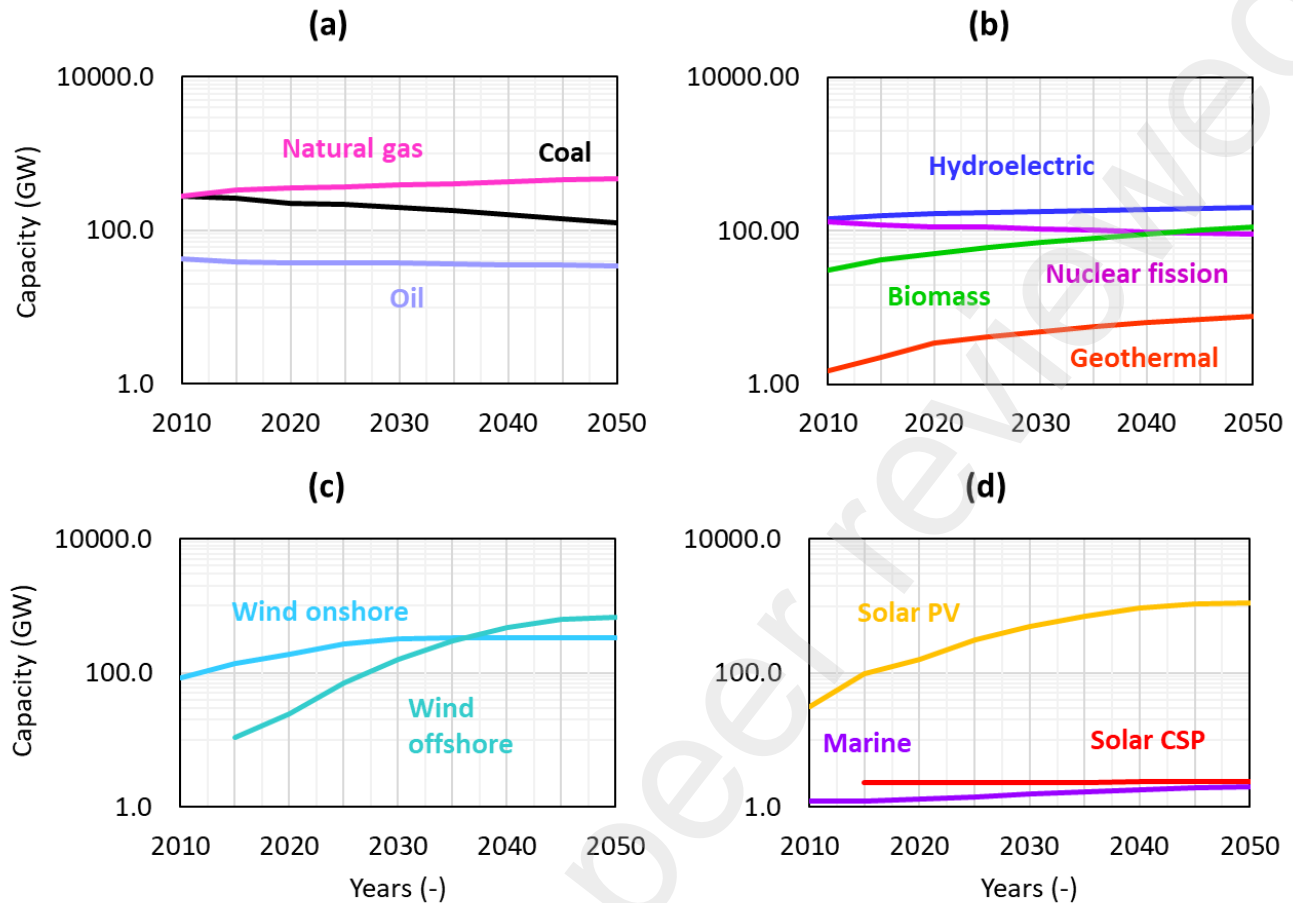 (a)
10000.0
100.0
1.0
Capacity (GW)
Natural gas
Coal
Oil
2010 2020 2030 2040 2050
(b)
10000.00
100.00
1.00
Hydroelectric
Nuclear fission
Biomass
Geothermal
2010 2020 2030 2040 2050
(c)
10000.0
100.0
1.0
Capacity (GW)
Wind onshore
Wind
offshore
2010 2020 2030 2040 2050
Years (-)
(d)
10000.0
100.0
1.0
Solar PV
Marine
Solar CSP
2010 2020 2030 2040 2050
Years (-)
peer reviewed